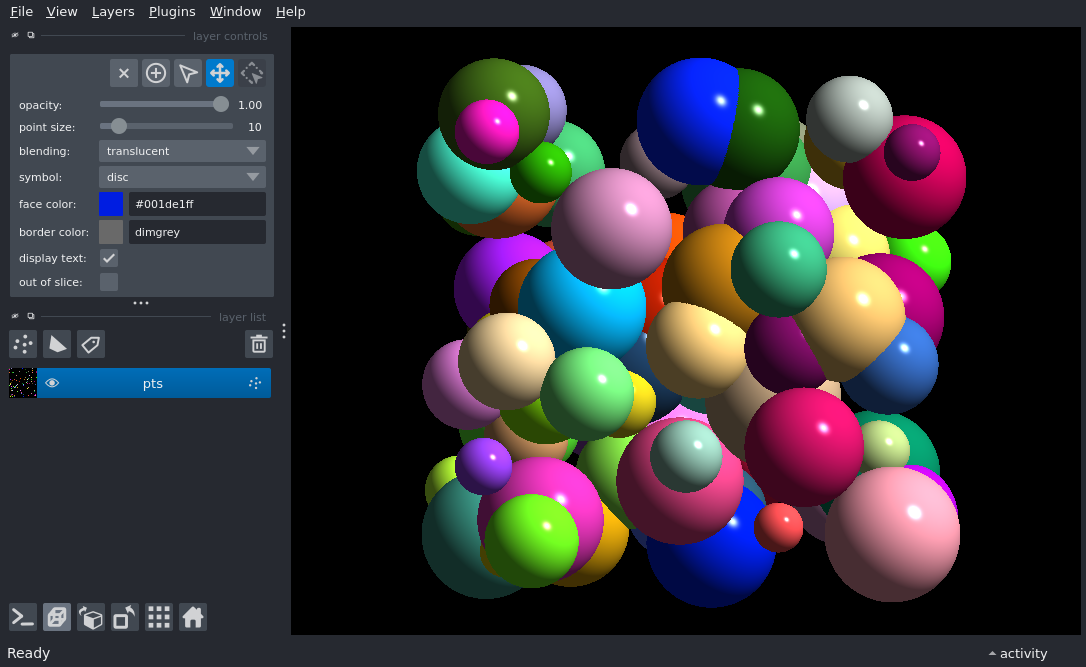 File View Layers Plugins Window Help
layer controls
opacity: 1.00
point size: 10
blending: translucent
symbol: disc
face color: #001de1ff
border color: dimgrey
display text:
out of slice:
layer list
pts
Ready activity